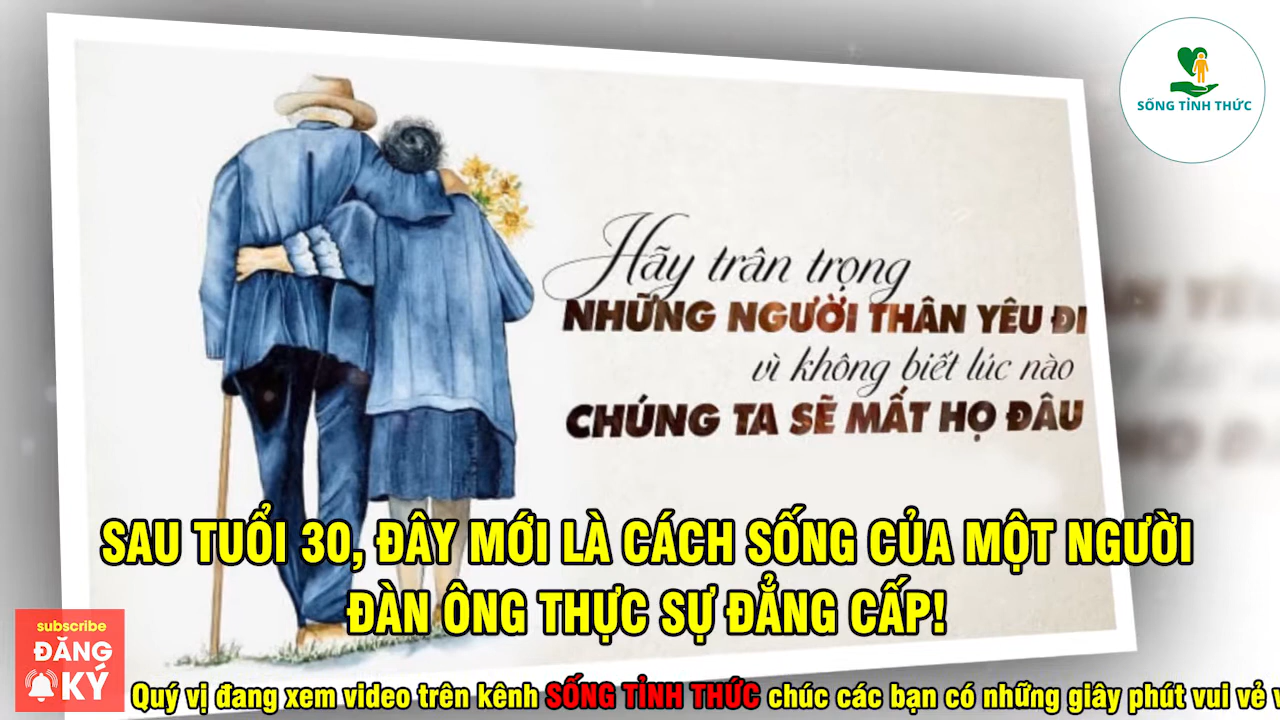 SỐNG TỈNH THỨC
Hãy trân trọng
NHỮNG NGƯỜI THÂN YÊU ĐI
vì không biết lúc nào
CHÚNG TA SẼ MẤT HỌ ĐÂU
SAU TUỔI 30, ĐÂY MỚI LÀ CÁCH SỐNG CỦA MỘT NGƯỜI
ĐÀN ÔNG THỰC SỰ ĐẲNG CẤP!
subscribe
ĐĂNG
KÝ
Quý vị đang xem video trên kênh SỐNG TỈNH THỨC chúc các bạn có những giây phút vui vẻ